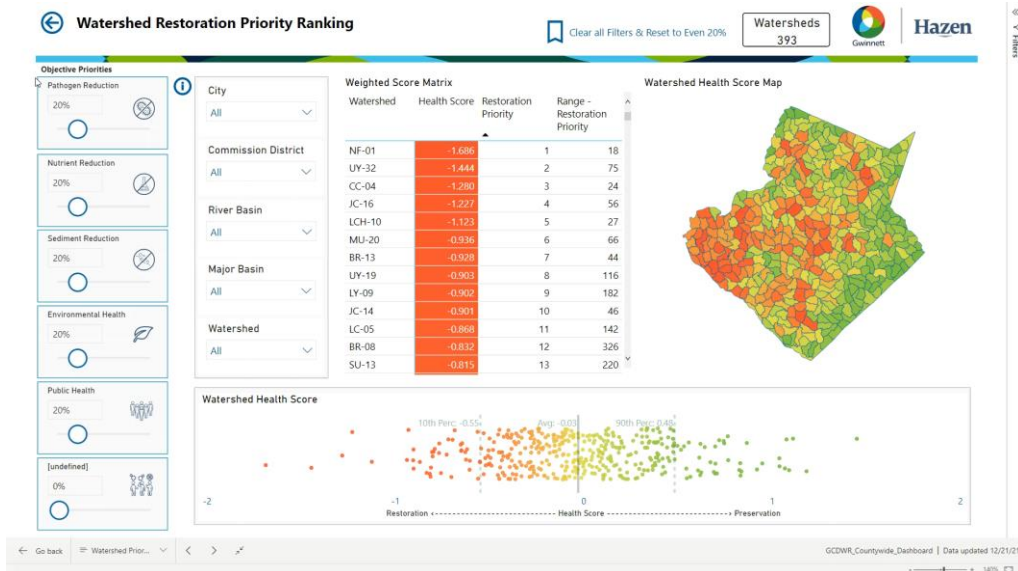 Watershed Restoration Priority Ranking
Clear all Filters & Reset to Even 20%
Watersheds
393
Gwinnett
Hazen
Filters
Objective Priorities
Pathogen Reduction
20%
Nutrient Reduction
20%
Sediment Reduction
20%
Environmental Health
20%
Public Health
20%
[undefined]
0%
City
All
Commission District
All
River Basin
All
Major Basin
All
Watershed
All
Weighted Score Matrix
Watershed Health Score Restoration Priority Range - Restoration Priority
NF-01 -1.686 1 18
UY-32 -1.444 2 75
CC-04 -1.280 3 24
JC-16 -1.227 4 56
LCH-10 -1.123 5 27
MU-20 -0.936 6 66
BR-13 -0.928 7 44
UY-19 -0.903 8 116
LY-09 -0.902 9 182
JC-14 -0.901 10 46
LC-05 -0.868 11 142
BR-08 -0.832 12 326
SU-13 -0.815 13 220
Watershed Health Score Map
Watershed Health Score
10th Perc: -0.55 Avg: -0.03 90th Perc: 0.48
-2 -1 0 1 2
Restoration Health Score Preservation
Go back Watershed Prior... GCDWR_Countywide_Dashboard | Data updated 12/21/21
140%